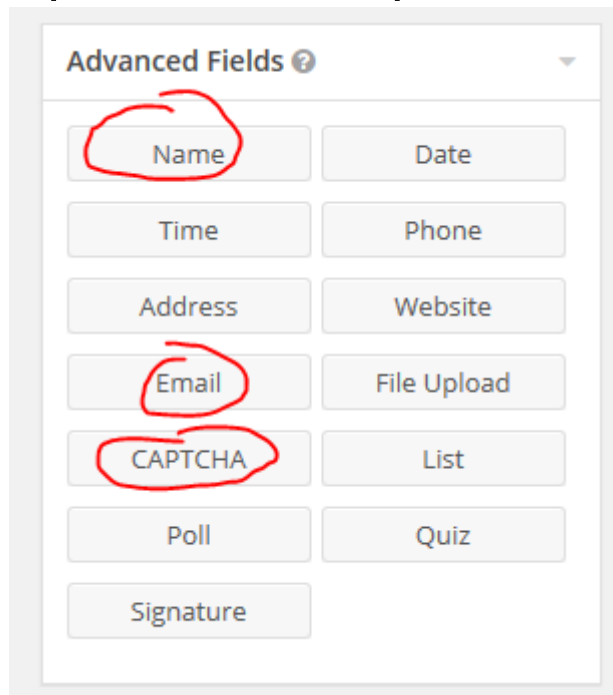 Advanced Fields
Name Date
Time Phone
Address Website
Email File Upload
CAPTCHA List
Poll Quiz
Signature